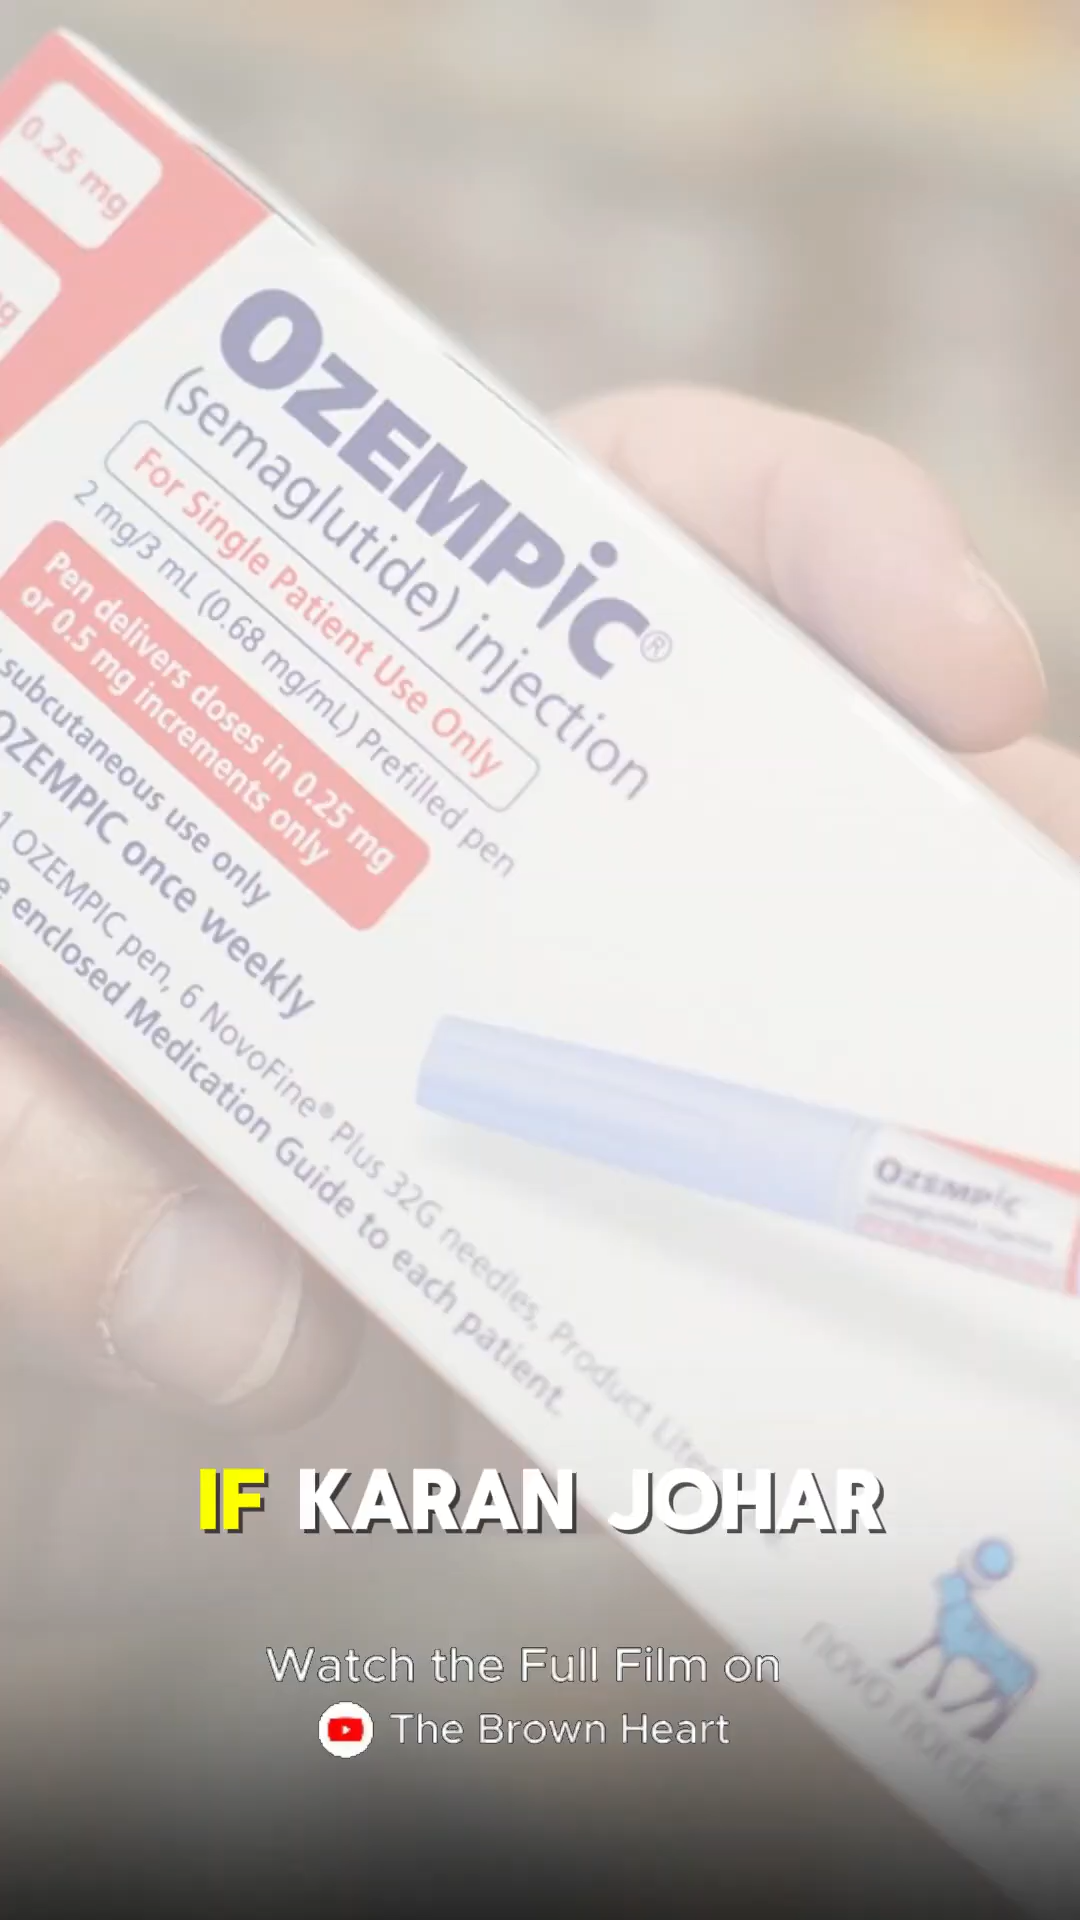 0.25 mg
OZEMPIC®
(semaglutide) injection
For Single Patient Use Only
2 mg/3 mL (0.68 mg/mL) Prefilled pen
Pen delivers doses in 0.25 mg
or 0.5 mg increments only
subcutaneous use only
OZEMPIC once weekly
1 OZEMPIC pen, 6 NovoFine® Plus 32G needles, Product
enclosed Medication Guide to each patient.
OZEMPIC
IF KARAN JOHAR
novo nordisk
Watch the Full Film on
The Brown Heart